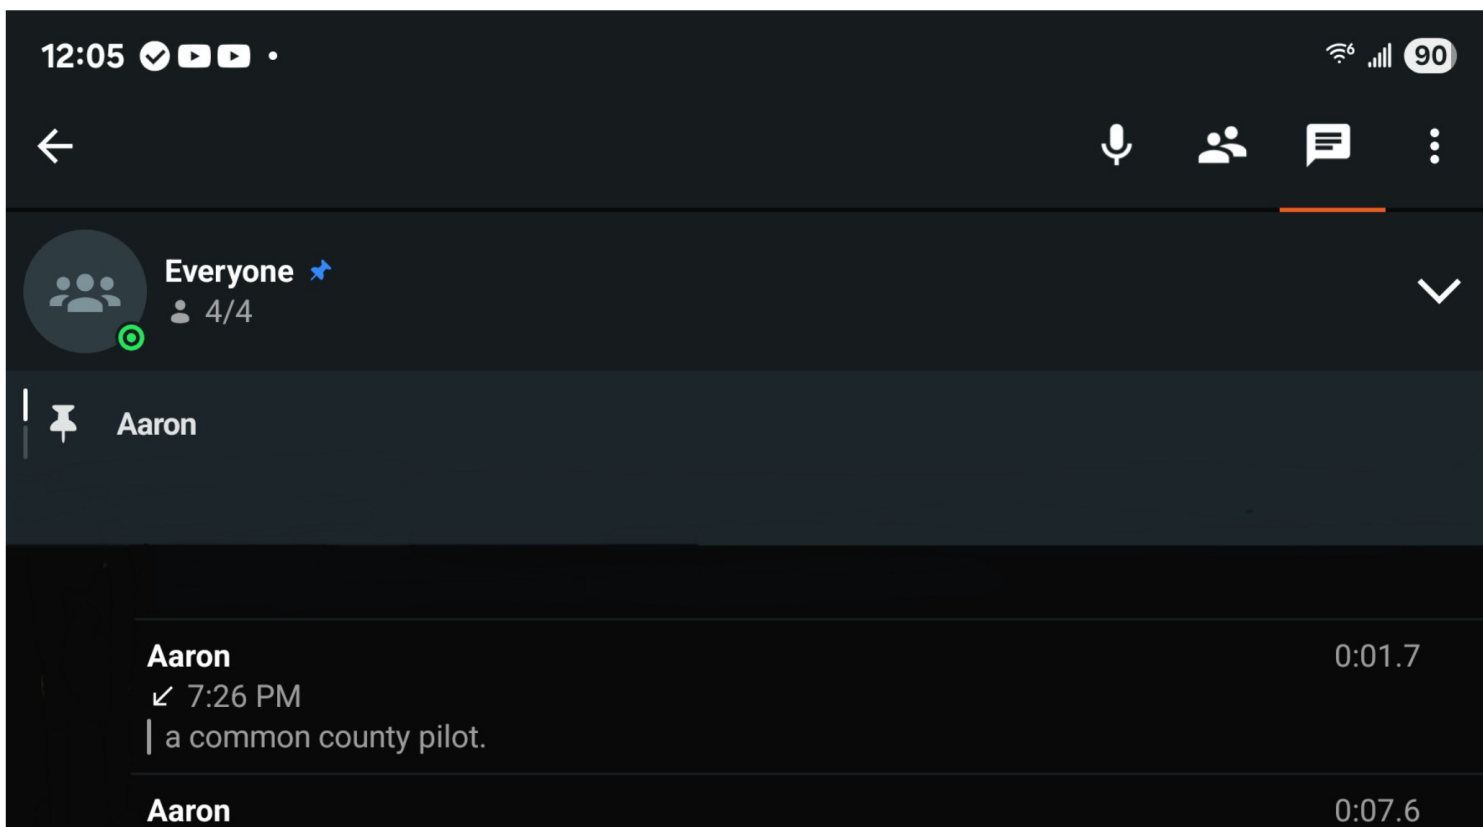 12:05
6
90
Everyone
4/4
Aaron
Aaron 0:01.7
7:26 PM
a common county pilot.
Aaron 0:07.6